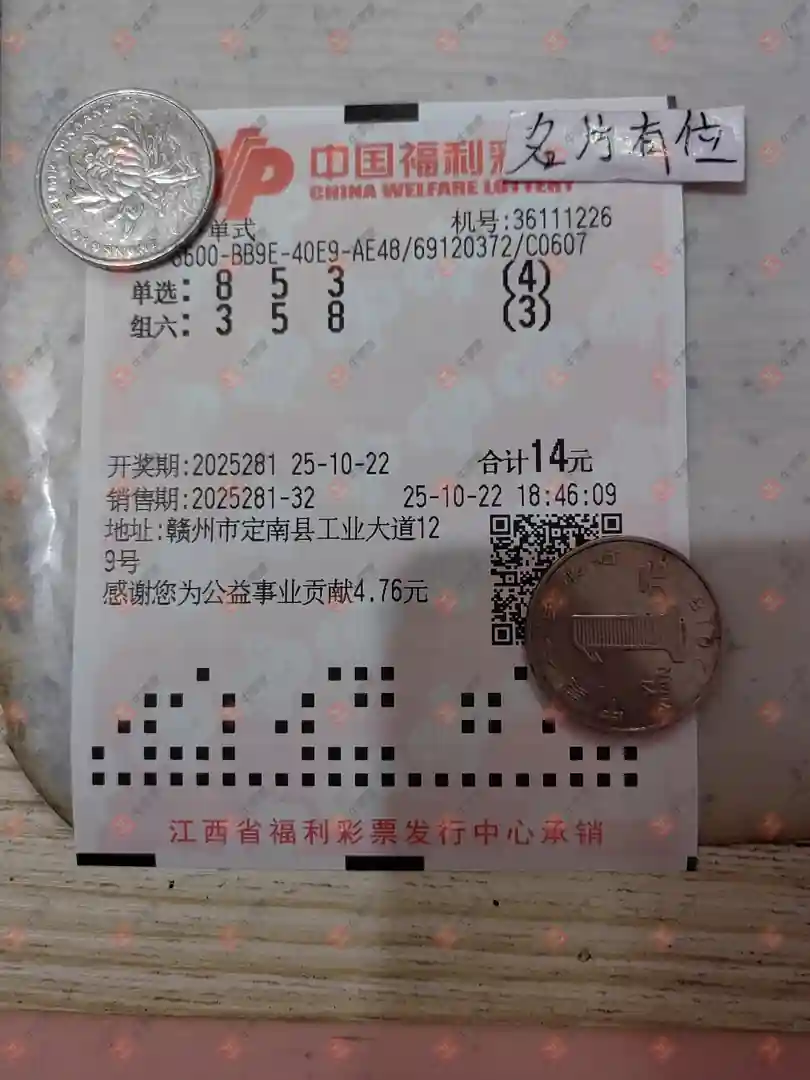 中国福利彩
名片有位
CHINA WELFARE LOTTERY
单式
机号:36111226
6600-BB9E-40E9-AE48/69120372/C0607
单选: 8 5 3 (4)
组六: 3 5 8 (3)
开奖期:2025281 25-10-22 合计14元
销售期:2025281-32 25-10-22 18:46:09
地址:赣州市定南县工业大道12
9号
感谢您为公益事业贡献4.76元
江西省福利彩票发行中心承销